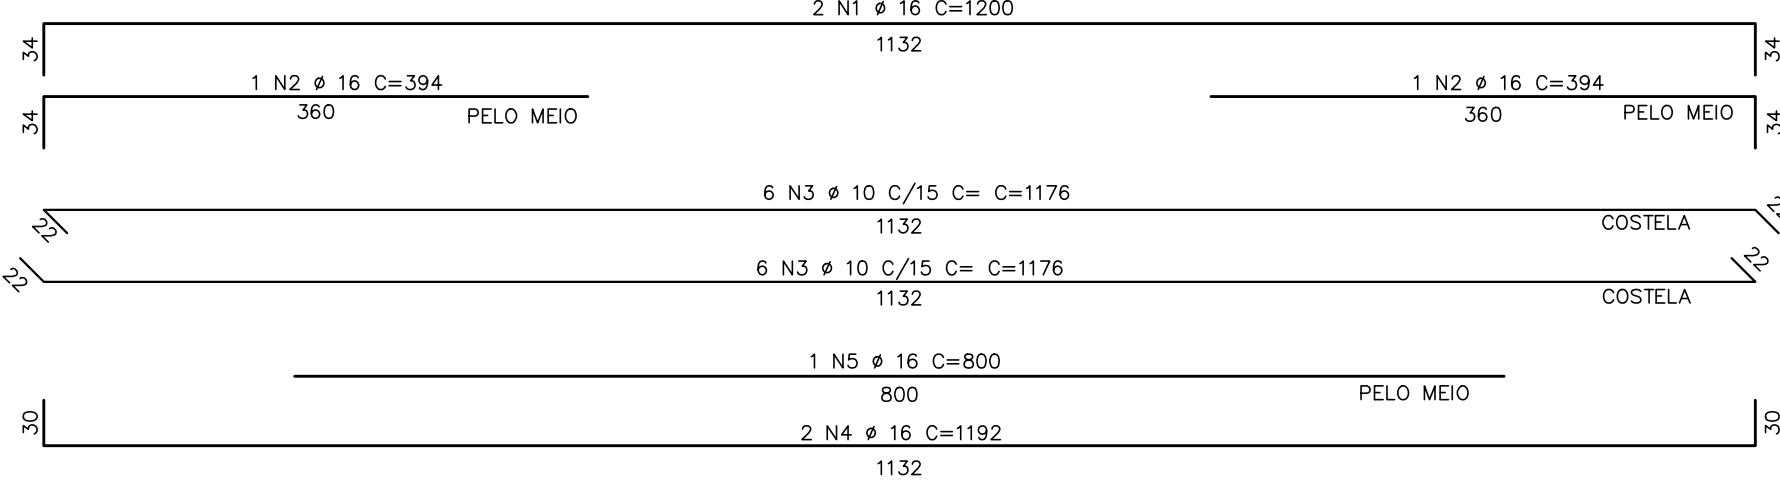 2 N1 ø 16 C=1200
34
1132
34
1 N2 ø 16 C=394
1 N2 ø 16 C=394
34
360
PELO MEIO
360
PELO MEIO
34
6 N3 ø 10 C/15 C= C=1176
22
1132
COSTELA
22
6 N3 ø 10 C/15 C= C=1176
22
1132
COSTELA
1 N5 ø 16 C=800
800
PELO MEIO
30
2 N4 ø 16 C=1192
30
1132